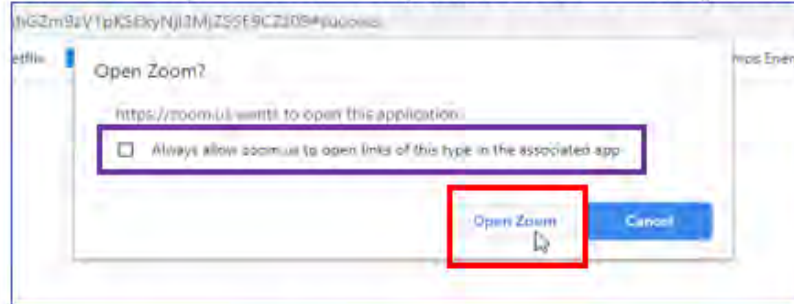 etflix
Open Zoom?
https://zoom.us wants to open this application.
Always allow zoom.us to open links of this type in the associated app
Open Zoom
Cancel